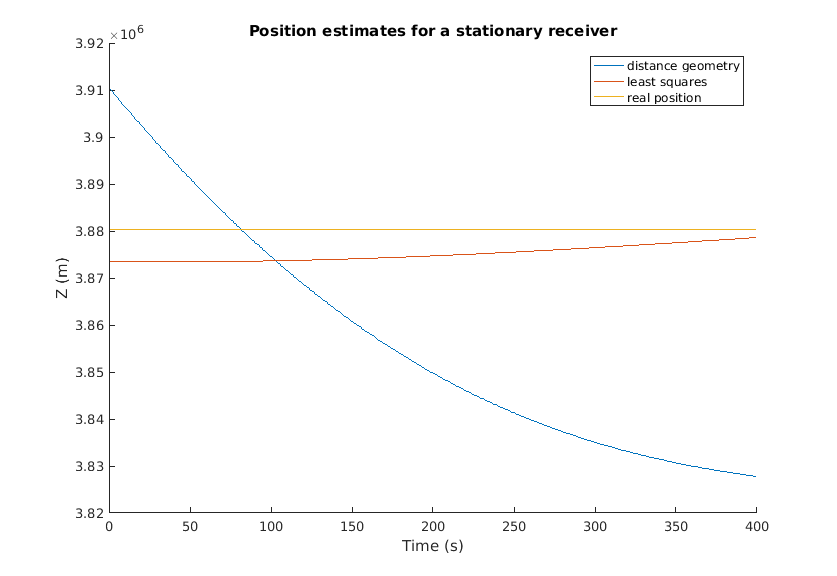 Position estimates for a stationary receiver
×10⁶
3.92
3.91
3.9
3.89
3.88
3.87
3.86
3.85
3.84
3.83
3.82
Z (m)
distance geometry
least squares
real position
0 50 100 150 200 250 300 350 400
Time (s)